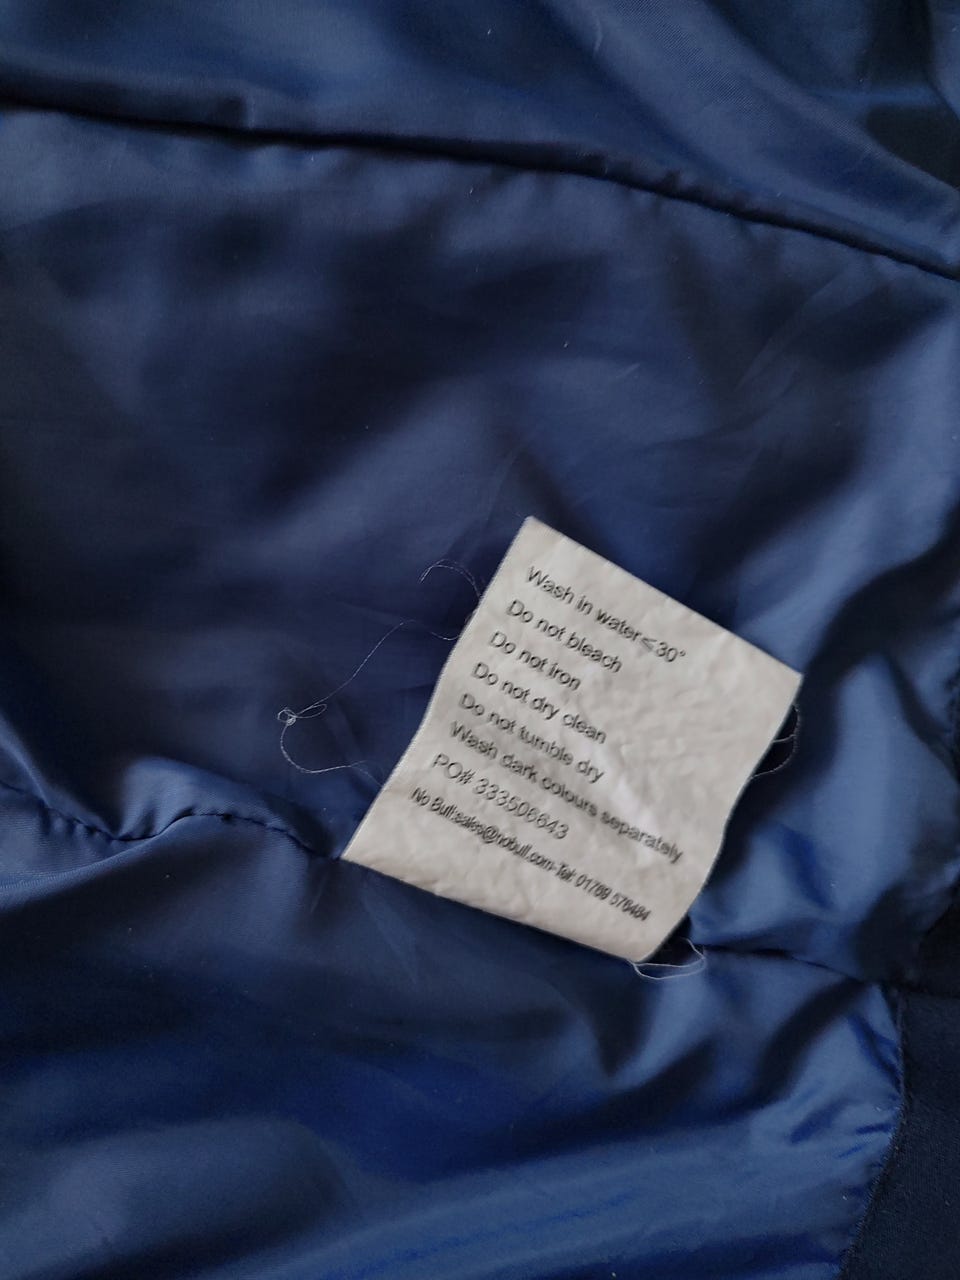 Wash in water≤30°
Do not bleach
Do not iron
Do not dry clean
Do not tumble dry
Wash dark colours separately
PO# 333506643
No Bull:sales@nobull.com-Tel: 01769 576484